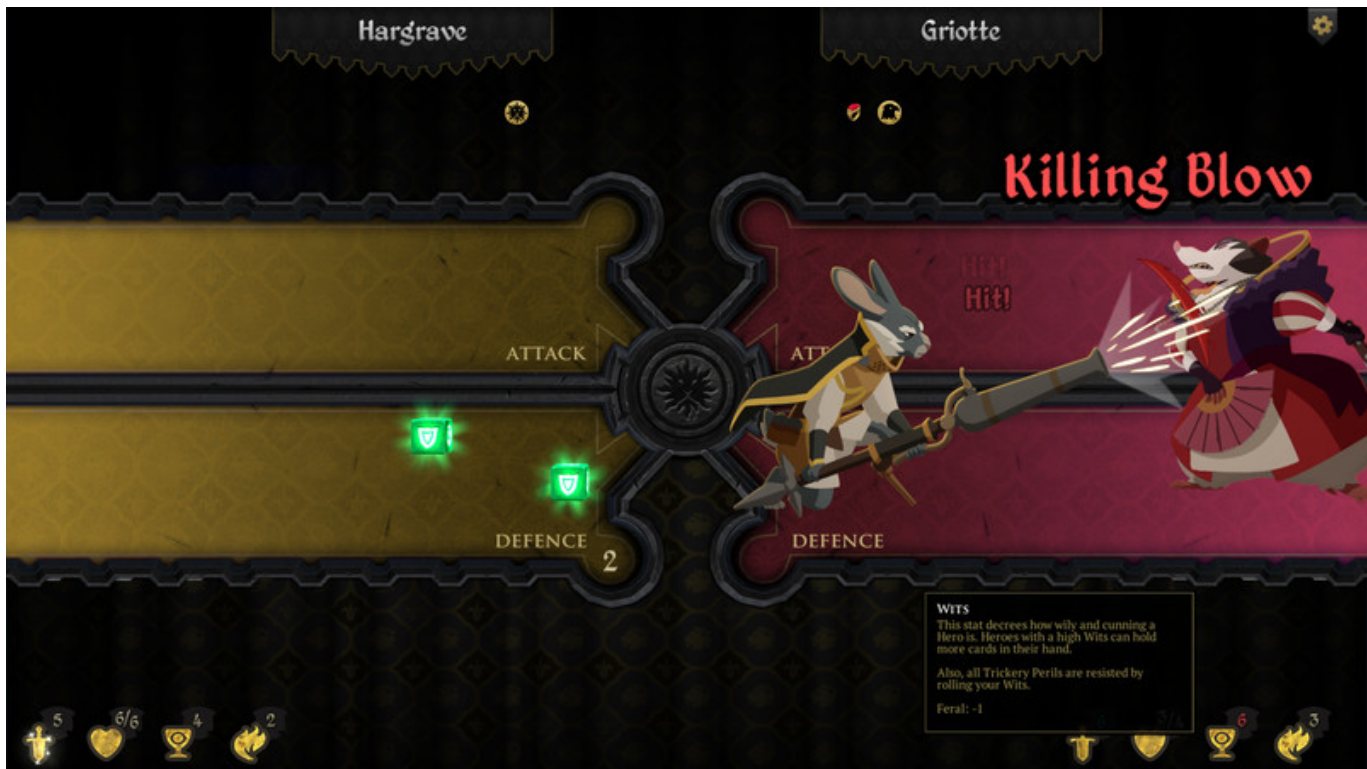 Hargrave
Griotte
Killing Blow
Hit!
Hit!
ATTACK
ATT
DEFENCE
2
DEFENCE
WITS
This stat decrees how wily and cunning a
Hero is. Heroes with a high Wits can hold
more cards in their hand.
Also, all Trickery Perils are resisted by
rolling your Wits.
Feral: -1
5
6/6
4
2
6
3